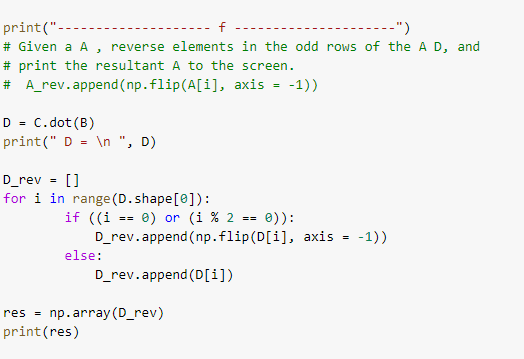 print("------------------- f --------------------")
# Given a A , reverse elements in the odd rows of the A D, and
# print the resultant A to the screen.
#  A_rev.append(np.flip(A[i], axis = -1))
D = C.dot(B)
print(" D = \n ", D)
D_rev = []
for i in range(D.shape[0]):
        if ((i == 0) or (i % 2 == 0)):
            D_rev.append(np.flip(D[i], axis = -1))
        else:
            D_rev.append(D[i])
res = np.array(D_rev)
print(res)